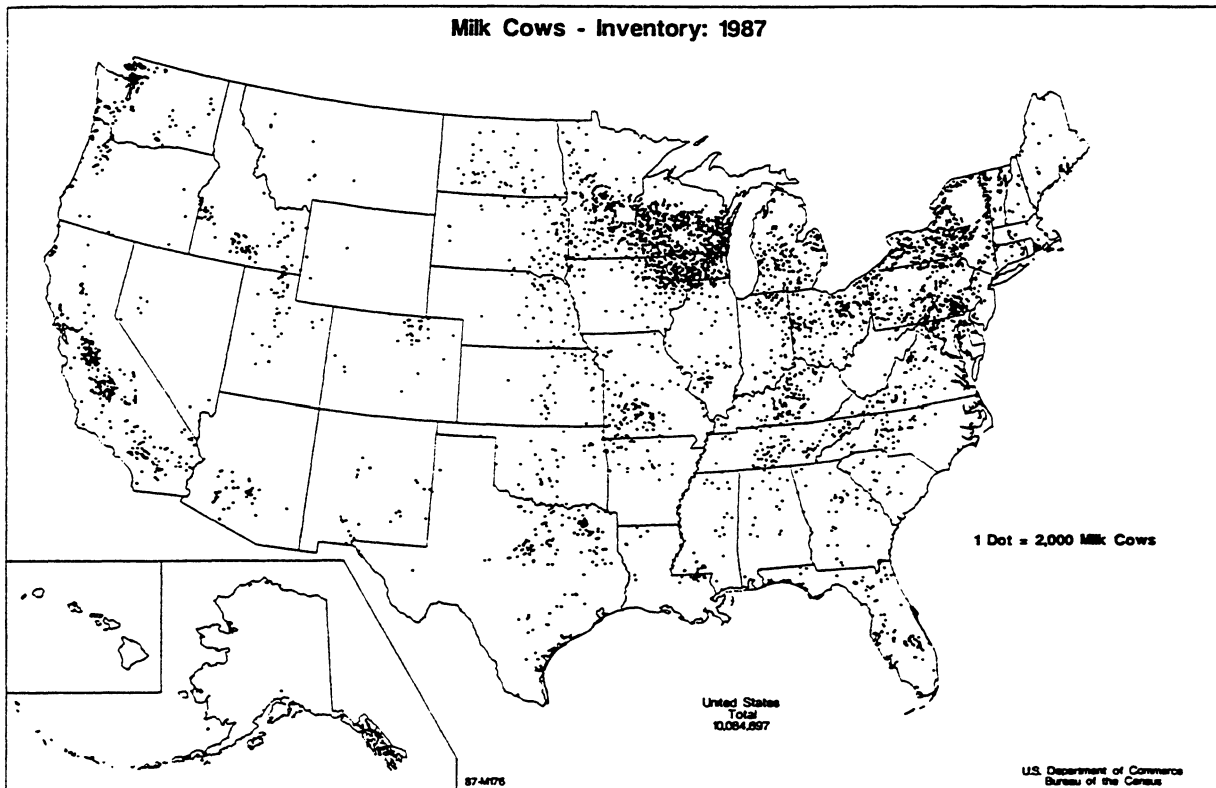 Milk Cows - Inventory: 1987
1 Dot = 2,000 Milk Cows
United States
Total
10,084,697
87-M176
U.S. Department of Commerce
Bureau of the Census